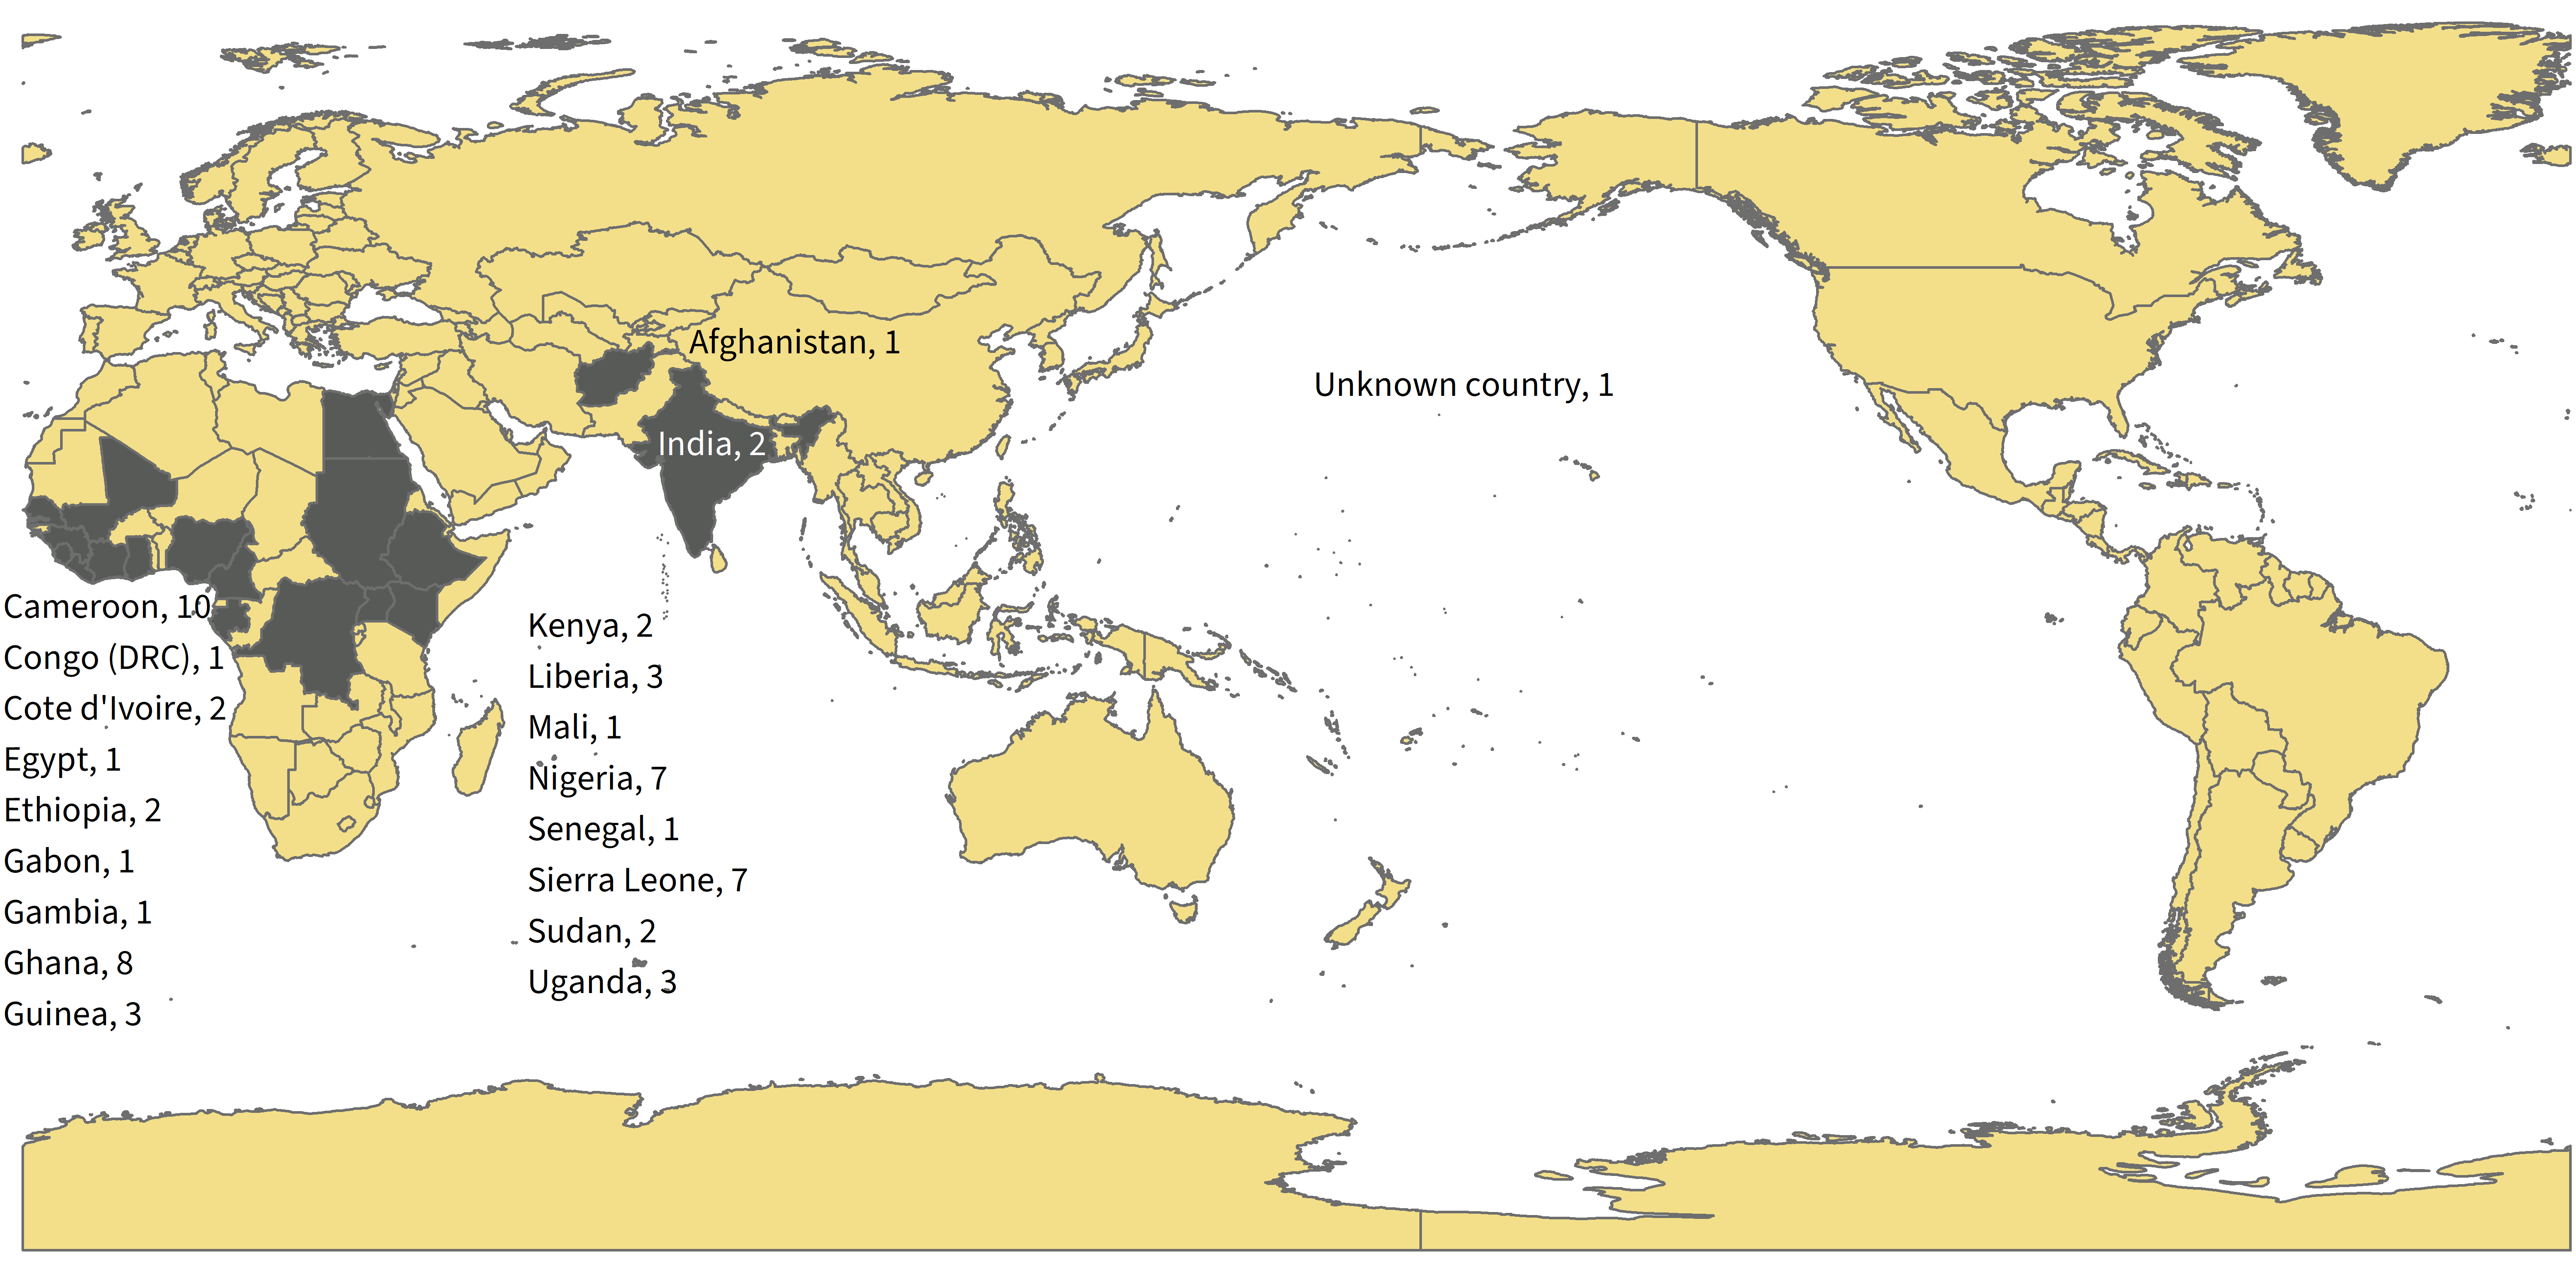 Afghanistan, 1
Unknown country, 1
India, 2
Cameroon, 10
Congo (DRC), 1
Cote d'Ivoire, 2
Egypt, 1
Ethiopia, 2
Gabon, 1
Gambia, 1
Ghana, 8
Guinea, 3
Kenya, 2
Liberia, 3
Mali, 1
Nigeria, 7
Senegal, 1
Sierra Leone, 7
Sudan, 2
Uganda, 3